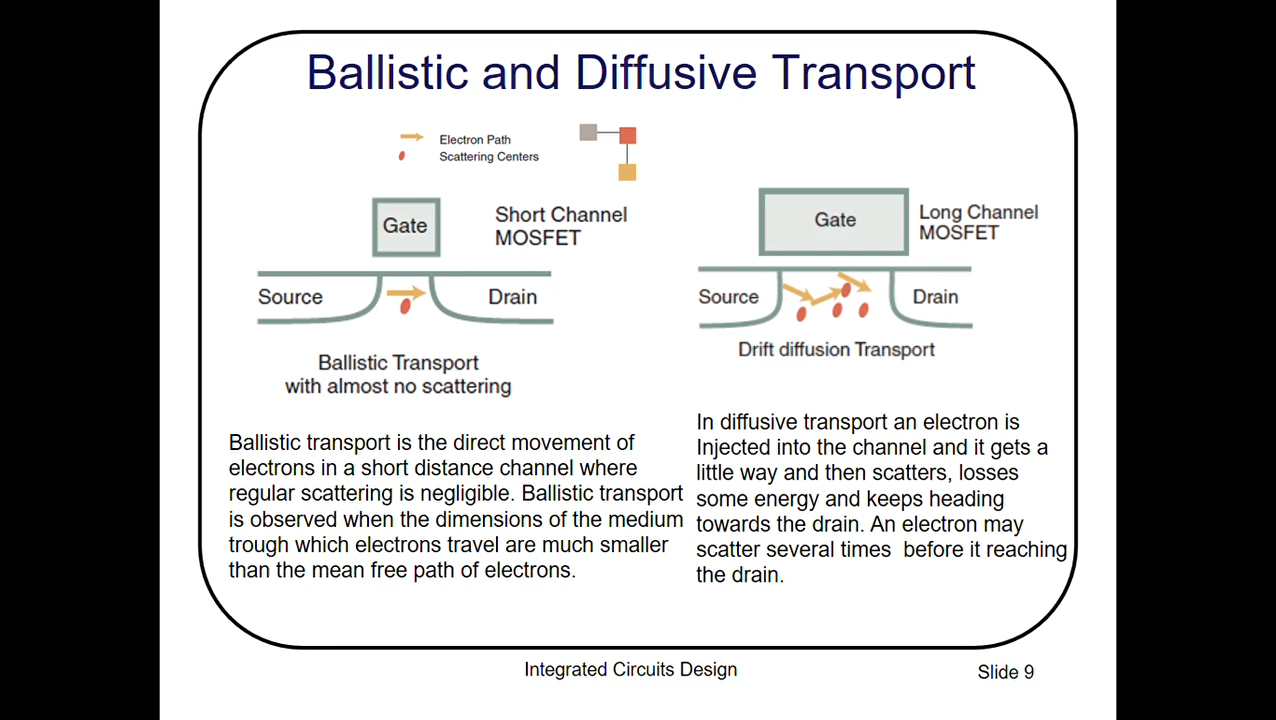 Ballistic and Diffusive Transport
Electron Path
Scattering Centers
Gate
Short Channel
MOSFET
Source
Drain
Ballistic Transport
with almost no scattering
Ballistic transport is the direct movement of
electrons in a short distance channel where
regular scattering is negligible. Ballistic transport
is observed when the dimensions of the medium
trough which electrons travel are much smaller
than the mean free path of electrons.
Gate
Long Channel
MOSFET
Source
Drain
Drift diffusion Transport
In diffusive transport an electron is
Injected into the channel and it gets a
little way and then scatters, losses
some energy and keeps heading
towards the drain. An electron may
scatter several times  before it reaching
the drain.
Integrated Circuits Design
Slide 9